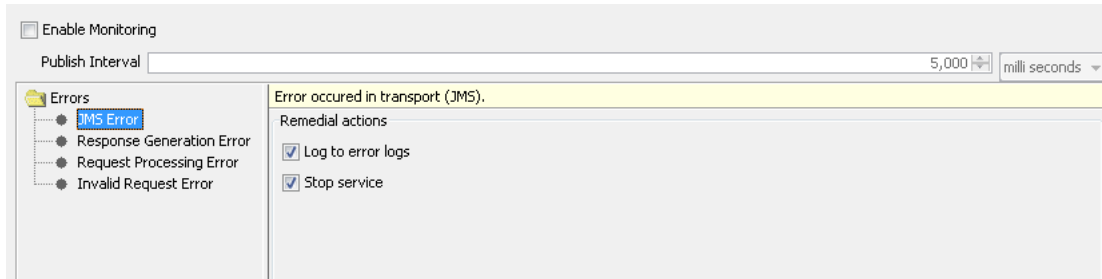 Enable Monitoring
Publish Interval 5,000 milli seconds
Errors
JMS Error
Response Generation Error
Request Processing Error
Invalid Request Error
Error occured in transport (JMS).
Remedial actions
Log to error logs
Stop service